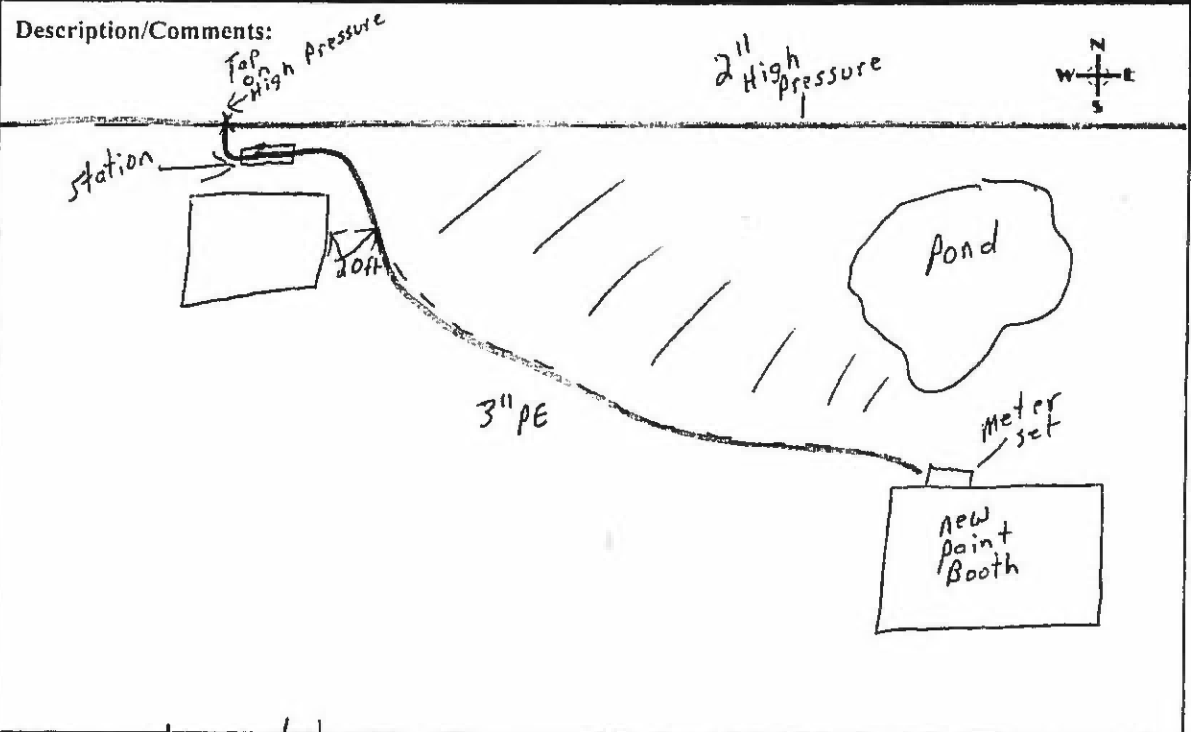 Description/Comments:
Tap
on
High Pressure
2"
High
Pressure
N
W E
S
Station
20ft
Pond
3" PE
Meter
set
New
Paint
Booth